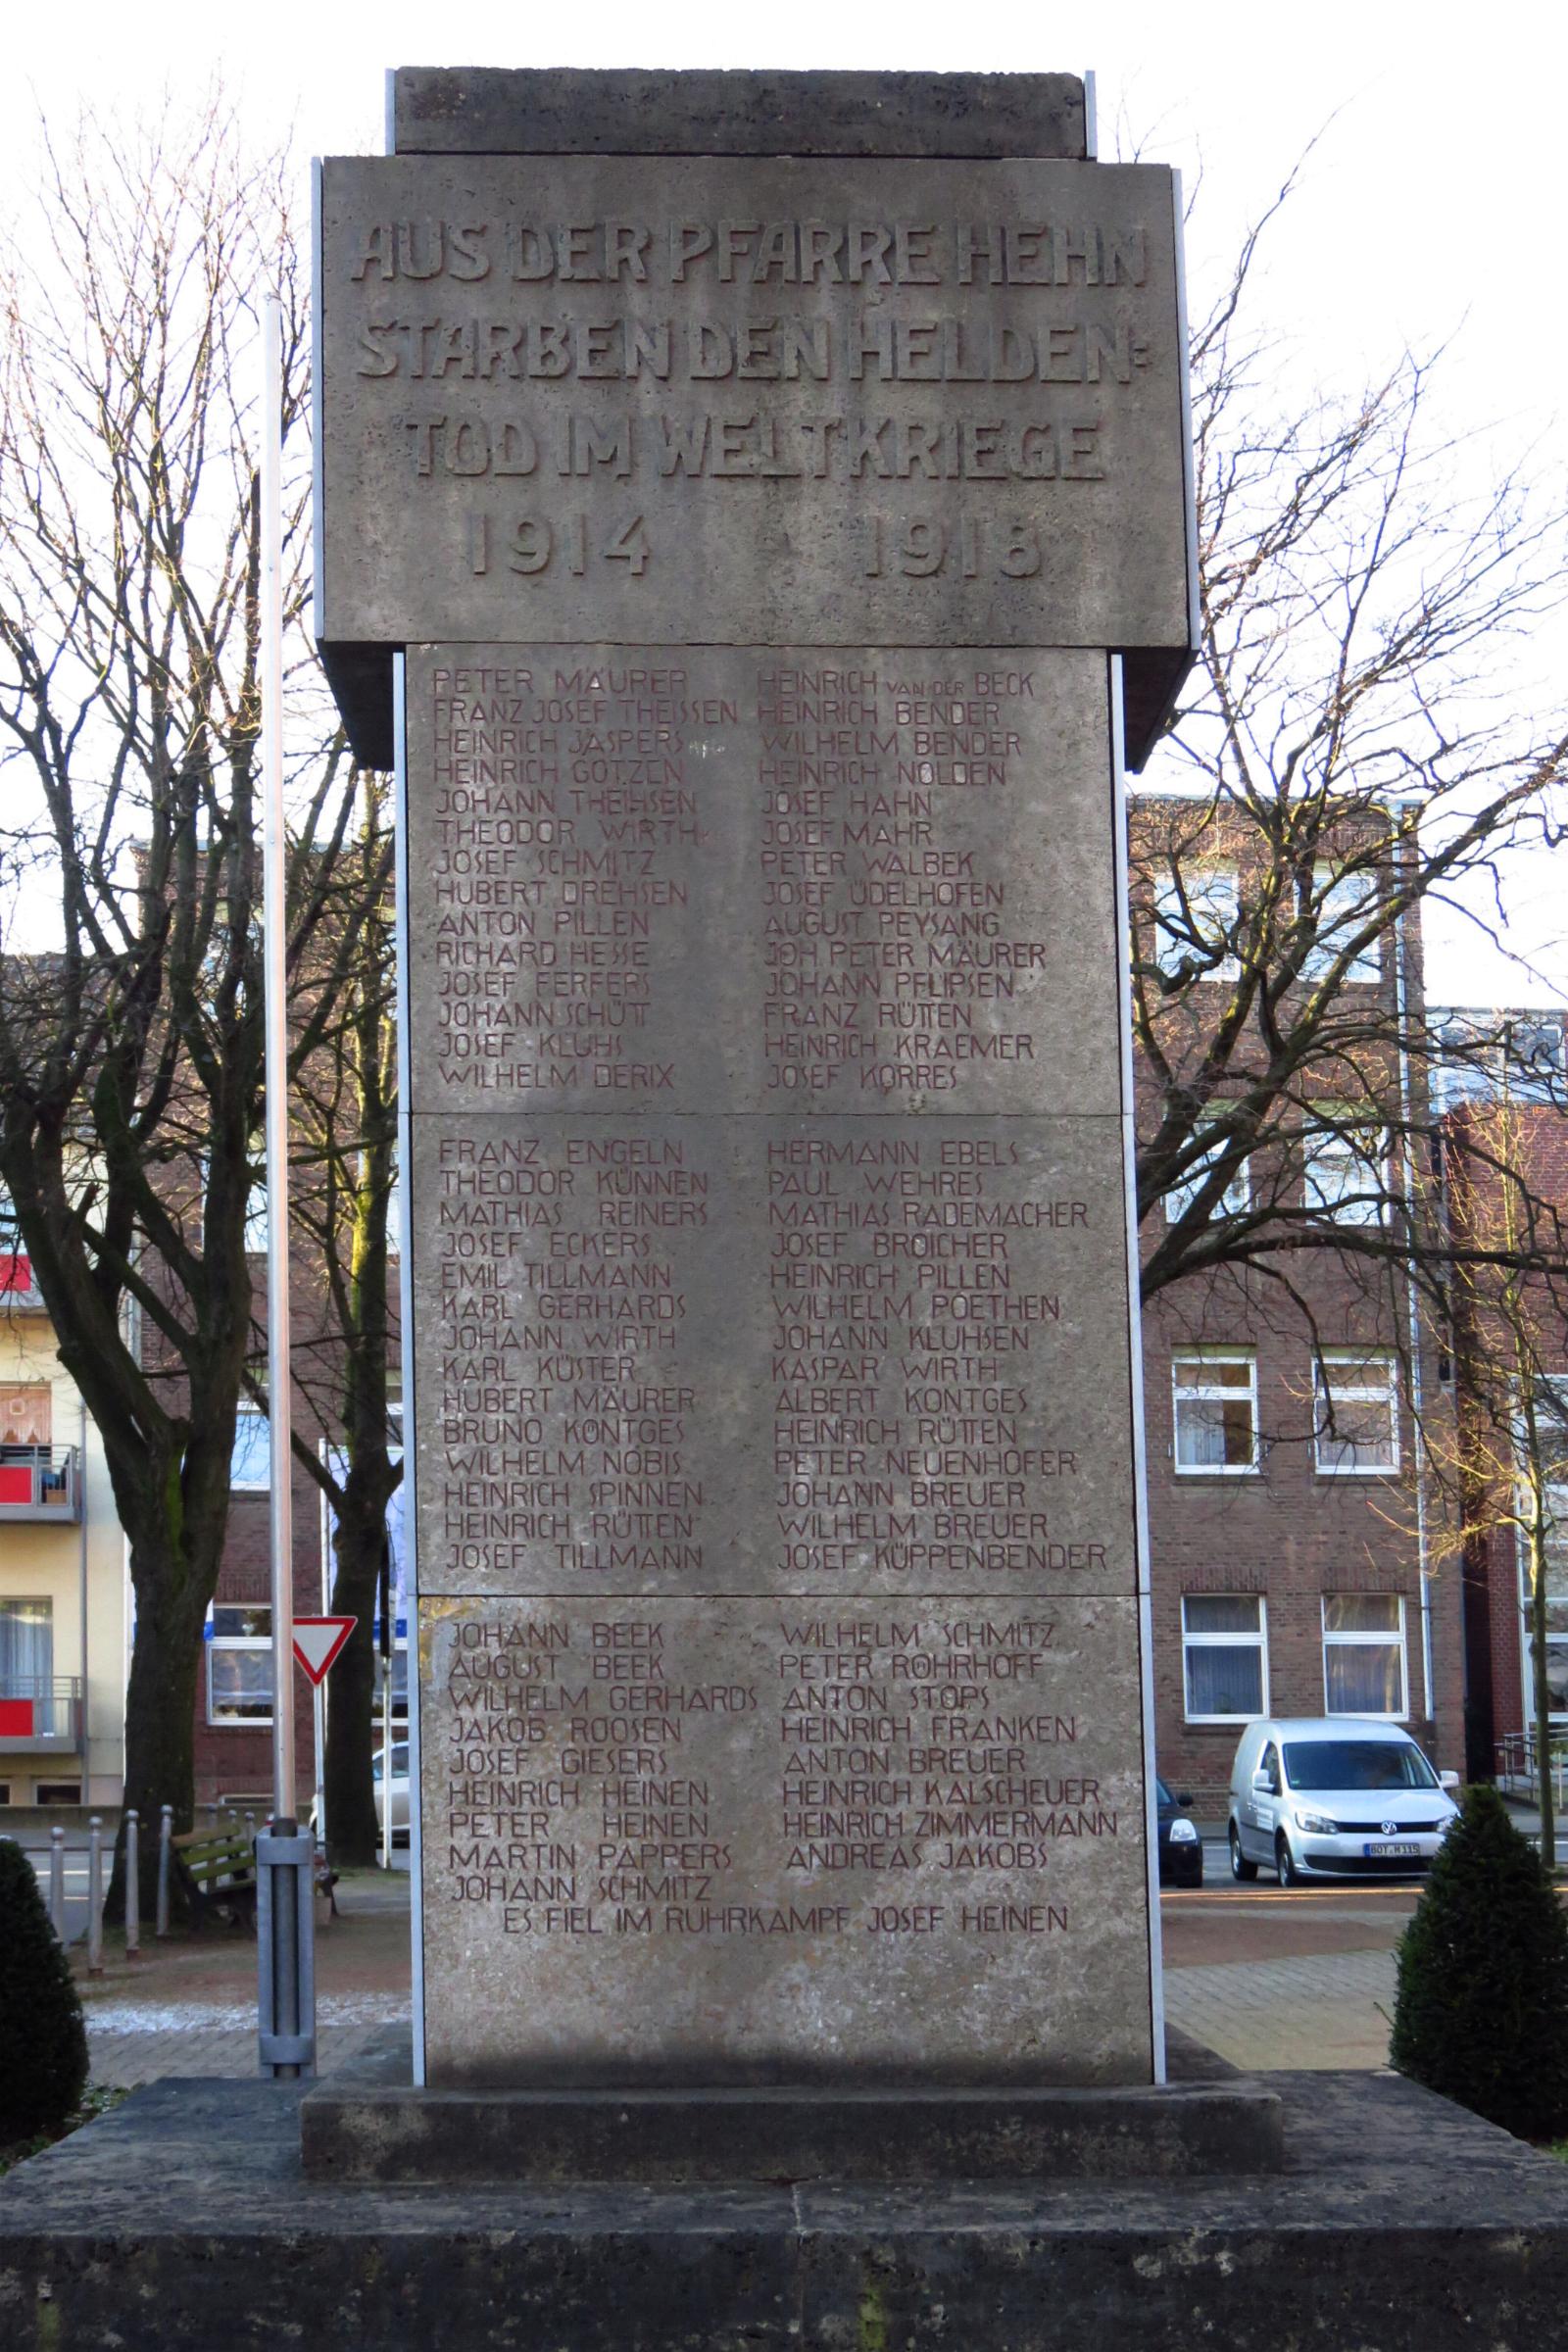 AUS DER PFARRE HEHN
STARBEN DEN HELDEN=
TOD IM WELTKRIEGE
1914 1918
PETER MÄURER HEINRICH VAN DER BECK
FRANZ JOSEF THEISSEN HEINRICH BENDER
HEINRICH JASPERS WILHELM BENDER
HEINRICH GÖTZEN HEINRICH NOLDEN
JOHANN THEIHSEN JOSEF HAHN
THEODOR WIRTH JOSEF MAHR
JOSEF SCHMITZ PETER WALBEK
HUBERT DREHSEN JOSEF ÜDELHOFEN
ANTON PILLEN AUGUST PEYSANG
RICHARD HESSE JOH PETER MÄURER
JOSEF FERFERS JOHANN PFLIPSEN
JOHANN SCHÜTT FRANZ RÜTTEN
JOSEF KLUHS HEINRICH KRAEMER
WILHELM DERIX JOSEF KÖRRES
FRANZ ENGELN HERMANN EBELS
THEODOR KÜNNEN PAUL WEHRES
MATHIAS REINERS MATHIAS RADEMACHER
JOSEF ECKERS JOSEF BROICHER
EMIL TILLMANN HEINRICH PILLEN
KARL GERHARDS WILHELM POETHEN
JOHANN WIRTH JOHANN KLUHSEN
KARL KÜSTER KASPAR WIRTH
HUBERT MÄURER ALBERT KÖNTGES
BRUNO KÖNTGES HEINRICH RÜTTEN
WILHELM NOBIS PETER NEUENHOFER
HEINRICH SPINNEN JOHANN BREUER
HEINRICH RÜTTEN WILHELM BREUER
JOSEF TILLMANN JOSEF KÜPPENBENDER
JOHANN BEEK WILHELM SCHMITZ
AUGUST BEEK PETER RÖHRHOFF
WILHELM GERHARDS ANTON STOPS
JAKOB ROOSEN HEINRICH FRANKEN
JOSEF GIESERS ANTON BREUER
HEINRICH HEINEN HEINRICH KALSCHEUER
PETER HEINEN HEINRICH ZIMMERMANN
MARTIN PAPPERS ANDREAS JAKOBS
JOHANN SCHMITZ
ES FIEL IM RUHRKAMPF JOSEF HEINEN
BOT M 115